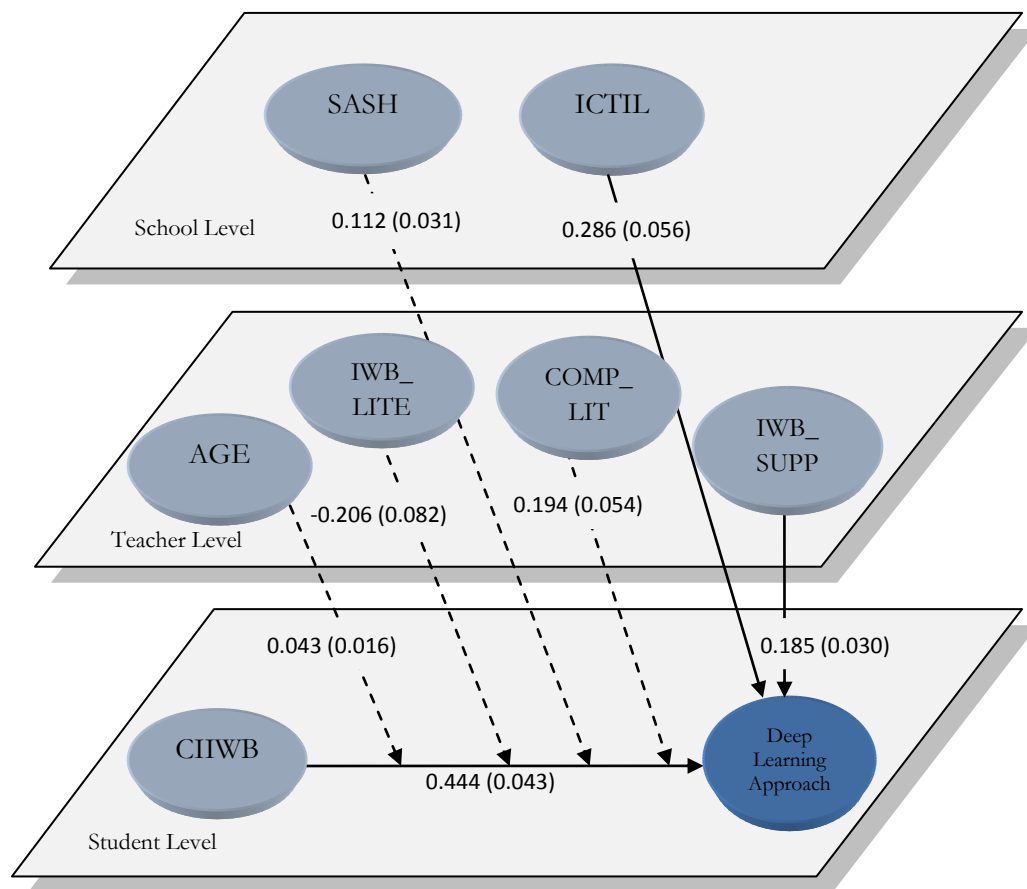 SASH
ICTIL
0.112 (0.031)
0.286 (0.056)
School Level
IWB_
LITE
COMP_
LIT
IWB_
SUPP
AGE
-0.206 (0.082)
0.194 (0.054)
Teacher Level
0.043 (0.016)
0.185 (0.030)
CIIWB
Deep
Learning
Approach
0.444 (0.043)
Student Level